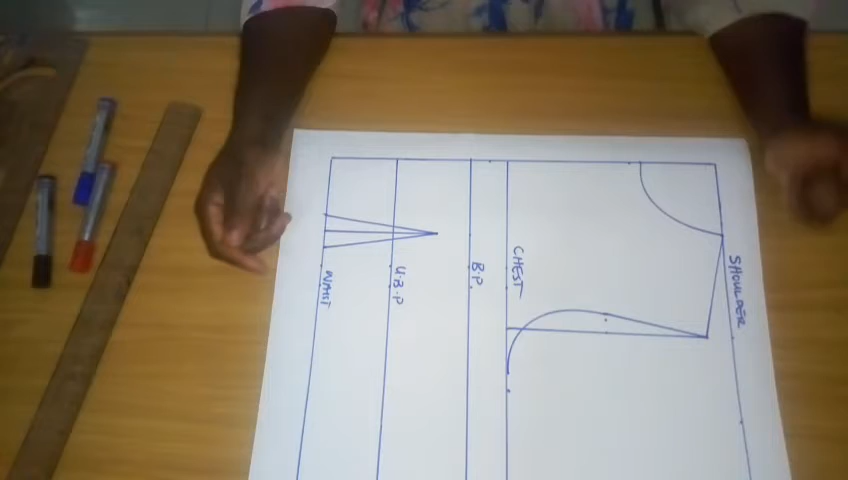 SHOULDER
CHEST
B.P.
U.B.P
WAIST